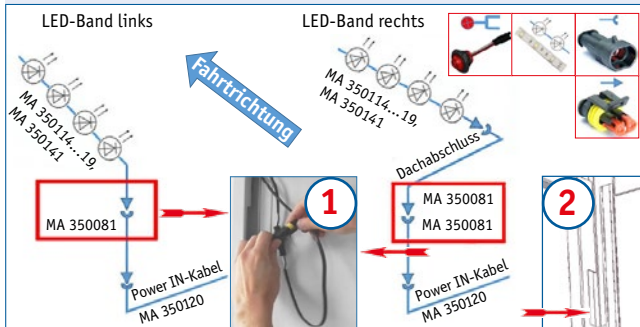 LED-Band links
LED-Band rechts
Fahrtrichtung
MA 350114...19,
MA 350141
MA 350114...19,
MA 350141
Dachabschluss
MA 350081
1
MA 350081
MA 350081
2
Power IN-Kabel
MA 350120
Power IN-Kabel
MA 350120